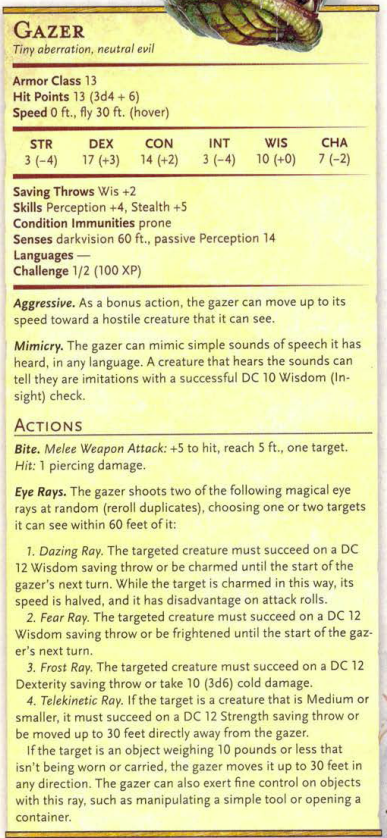 GAZER
Tiny aberration, neutral evil
Armor Class 13
Hit Points 13 (3d4 + 6)
Speed 0 ft., fly 30 ft. (hover)
STR DEX CON INT WIS CHA
3 (−4) 17 (+3) 14 (+2) 3 (−4) 10 (+0) 7 (−2)
Saving Throws Wis +2
Skills Perception +4, Stealth +5
Condition Immunities prone
Senses darkvision 60 ft., passive Perception 14
Languages —
Challenge 1/2 (100 XP)
Aggressive. As a bonus action, the gazer can move up to its
speed toward a hostile creature that it can see.
Mimicry. The gazer can mimic simple sounds of speech it has
heard, in any language. A creature that hears the sounds can
tell they are imitations with a successful DC 10 Wisdom (In-
sight) check.
ACTIONS
Bite. Melee Weapon Attack: +5 to hit, reach 5 ft., one target.
Hit: 1 piercing damage.
Eye Rays. The gazer shoots two of the following magical eye
rays at random (reroll duplicates), choosing one or two targets
it can see within 60 feet of it:
1. Dazing Ray. The targeted creature must succeed on a DC
12 Wisdom saving throw or be charmed until the start of the
gazer's next turn. While the target is charmed in this way, its
speed is halved, and it has disadvantage on attack rolls.
2. Fear Ray. The targeted creature must succeed on a DC 12
Wisdom saving throw or be frightened until the start of the gaz-
er's next turn.
3. Frost Ray. The targeted creature must succeed on a DC 12
Dexterity saving throw or take 10 (3d6) cold damage.
4. Telekinetic Ray. If the target is a creature that is Medium or
smaller, it must succeed on a DC 12 Strength saving throw or
be moved up to 30 feet directly away from the gazer.
If the target is an object weighing 10 pounds or less that
isn't being worn or carried, the gazer moves it up to 30 feet in
any direction. The gazer can also exert fine control on objects
with this ray, such as manipulating a simple tool or opening a
container.